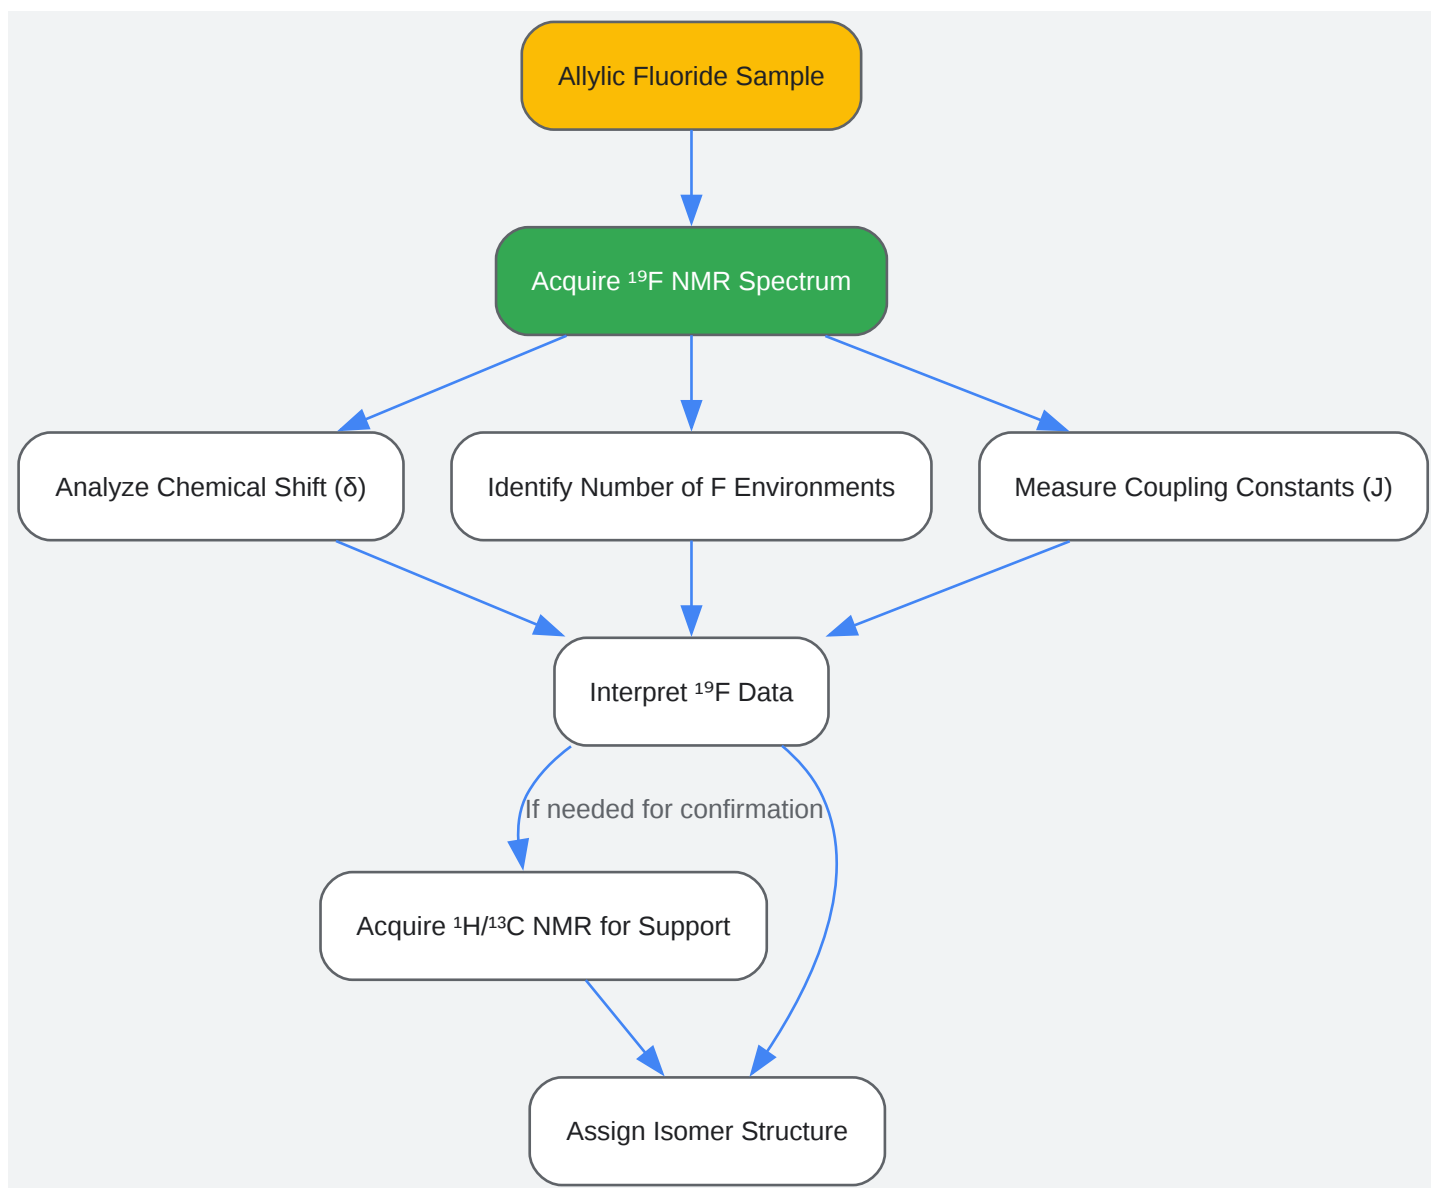 Allylic Fluoride Sample
Acquire ¹⁹F NMR Spectrum
Analyze Chemical Shift (δ)
Identify Number of F Environments
Measure Coupling Constants (J)
Interpret ¹⁹F Data
If needed for confirmation
Acquire ¹H/¹³C NMR for Support
Assign Isomer Structure